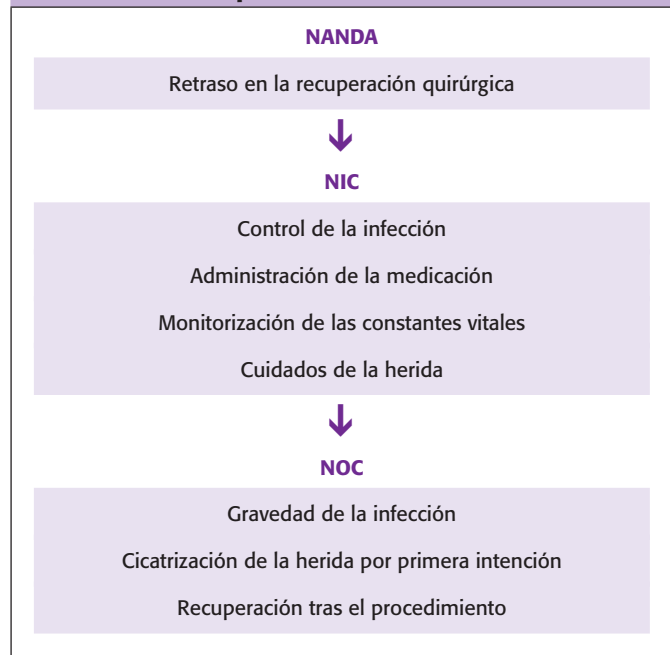 NANDA
Retraso en la recuperación quirúrgica
NIC
Control de la infección
Administración de la medicación
Monitorización de las constantes vitales
Cuidados de la herida
NOC
Gravedad de la infección
Cicatrización de la herida por primera intención
Recuperación tras el procedimiento